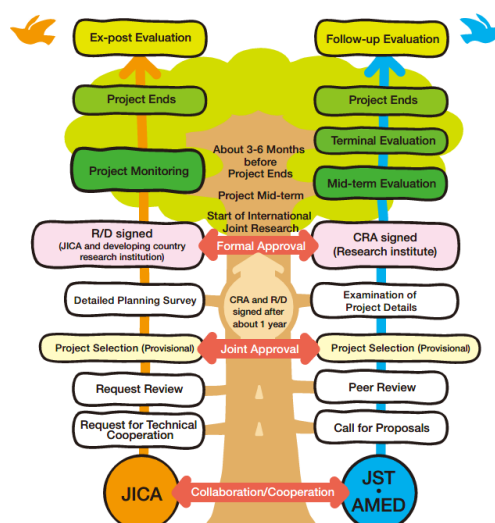 Ex-post Evaluation
Follow-up Evaluation
Project Ends
Project Ends
Terminal Evaluation
About 3-6 Months
before
Project Ends
Project Monitoring
Mid-term Evaluation
Project Mid-term
Start of International
Joint Research
R/D signed
(JICA and developing country
research institution)
Formal Approval
CRA signed
(Research institute)
Detailed Planning Survey
CRA and R/D
signed after
about 1 year
Examination of
Project Details
Project Selection (Provisional)
Joint Approval
Project Selection (Provisional)
Request Review
Peer Review
Request for Technical
Cooperation
Call for Proposals
JICA
Collaboration/Cooperation
JST
・
AMED